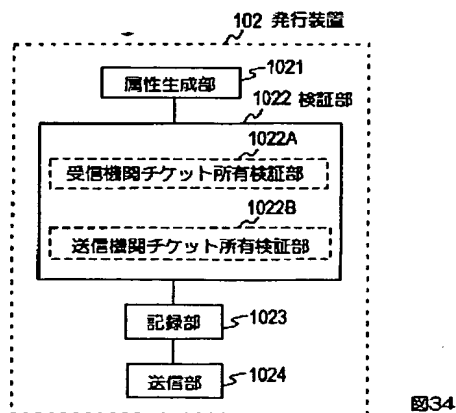 102 発行装置
属性生成部
1021
1022 検証部
1022A
受信機関チケット所有検証部
1022B
送信機関チケット所有検証部
記録部
1023
送信部
1024
図34